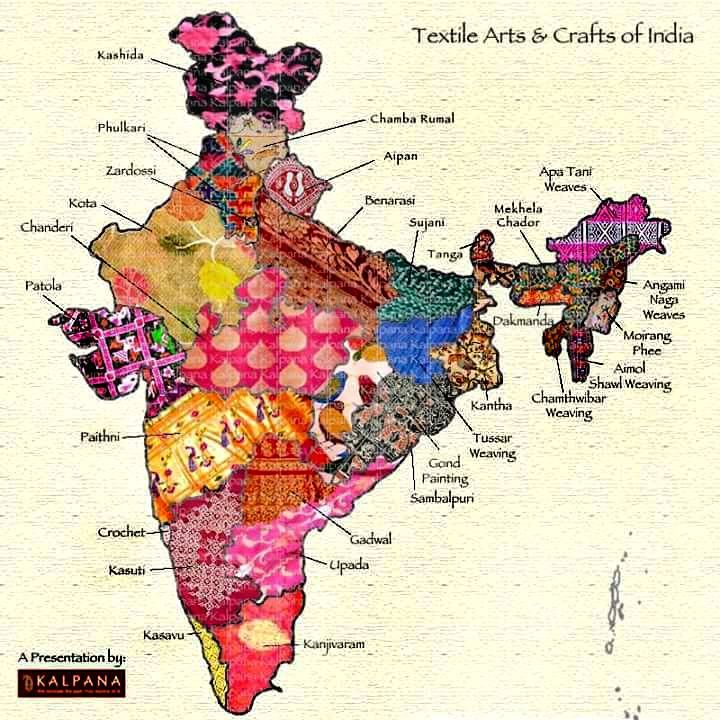 Textile Arts & Crafts of India
Kashida
Phulkari
Chamba Rumal
Zardossi
Aipan
Kota
Benarasi
Chanderi
Sujani
Apa Tani
Weaves
Mekhela
Chador
Tanga
Patola
Angami
Naga
Weaves
Dakmanda
Moirang
Phee
Aimol
Shawl Weaving
Chamthwibar
Weaving
Kantha
Paithni
Tussar
Weaving
Gond
Painting
Sambalpuri
Crochet
Gadwal
Kasuti
Upada
Kasavu
Kanjivaram
A Presentation by:
KALPANA